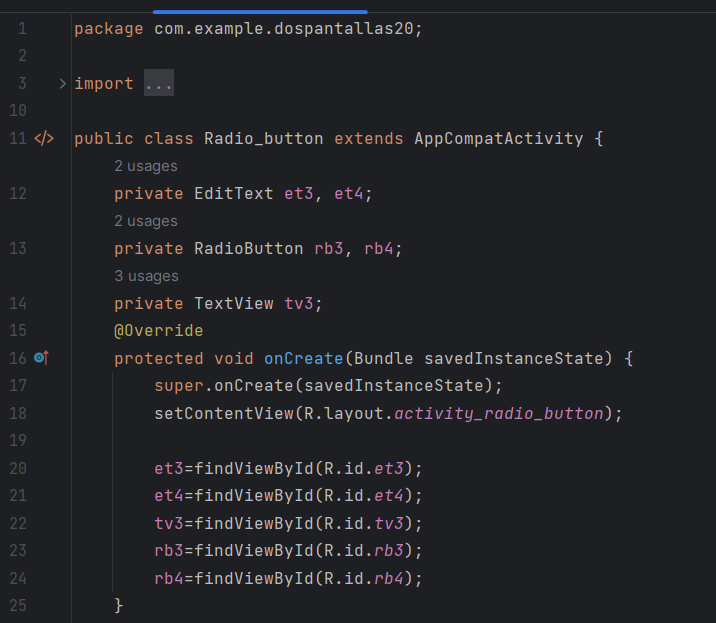 1 package com.example.dospantallas20;
2
3 import ...
10
11 public class Radio_button extends AppCompatActivity {
2 usages
12 private EditText et3, et4;
2 usages
13 private RadioButton rb3, rb4;
3 usages
14 private TextView tv3;
15 @Override
16 protected void onCreate(Bundle savedInstanceState) {
17 super.onCreate(savedInstanceState);
18 setContentView(R.layout.activity_radio_button);
19
20 et3=findViewById(R.id.et3);
21 et4=findViewById(R.id.et4);
22 tv3=findViewById(R.id.tv3);
23 rb3=findViewById(R.id.rb3);
24 rb4=findViewById(R.id.rb4);
25 }